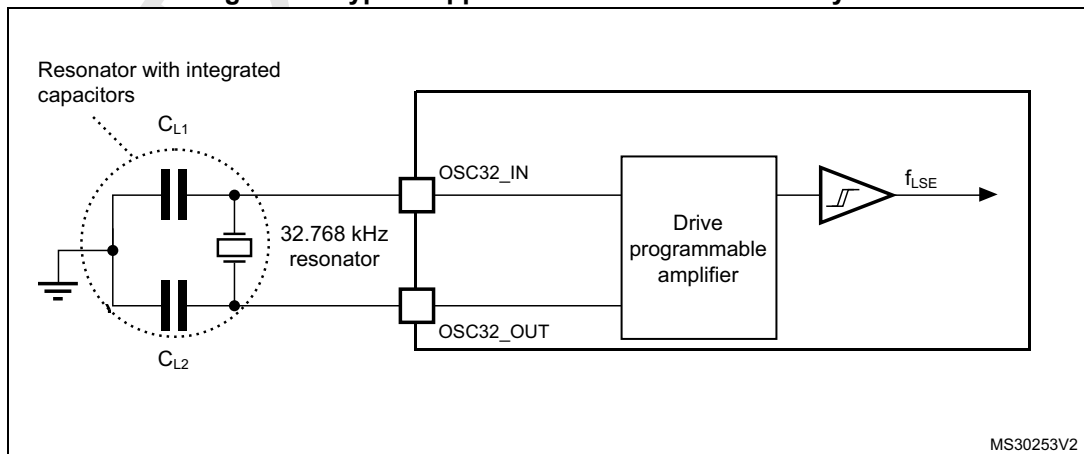 Resonator with integrated
capacitors
CL1
OSC32_IN
fLSE
Drive
programmable
amplifier
32.768 kHz
resonator
OSC32_OUT
CL2
MS30253V2